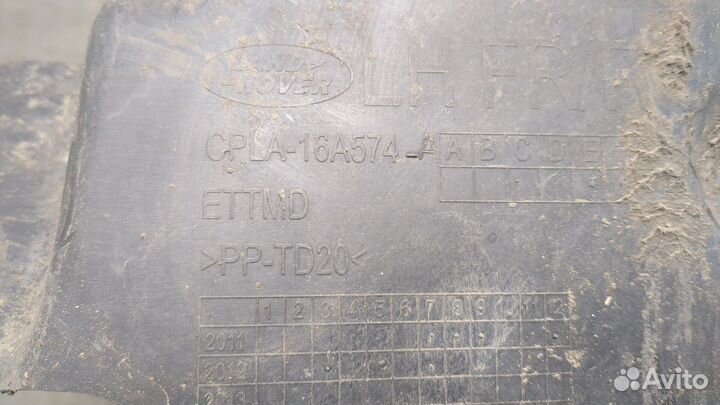 LAND-
ROVER
LH FRT
CPLA-16A574-A A B C D E
ETTMD
>PP-TD20<
1 2 3 4 5 6 7 8 9 10 11 12
2011
2012
2013
Avito